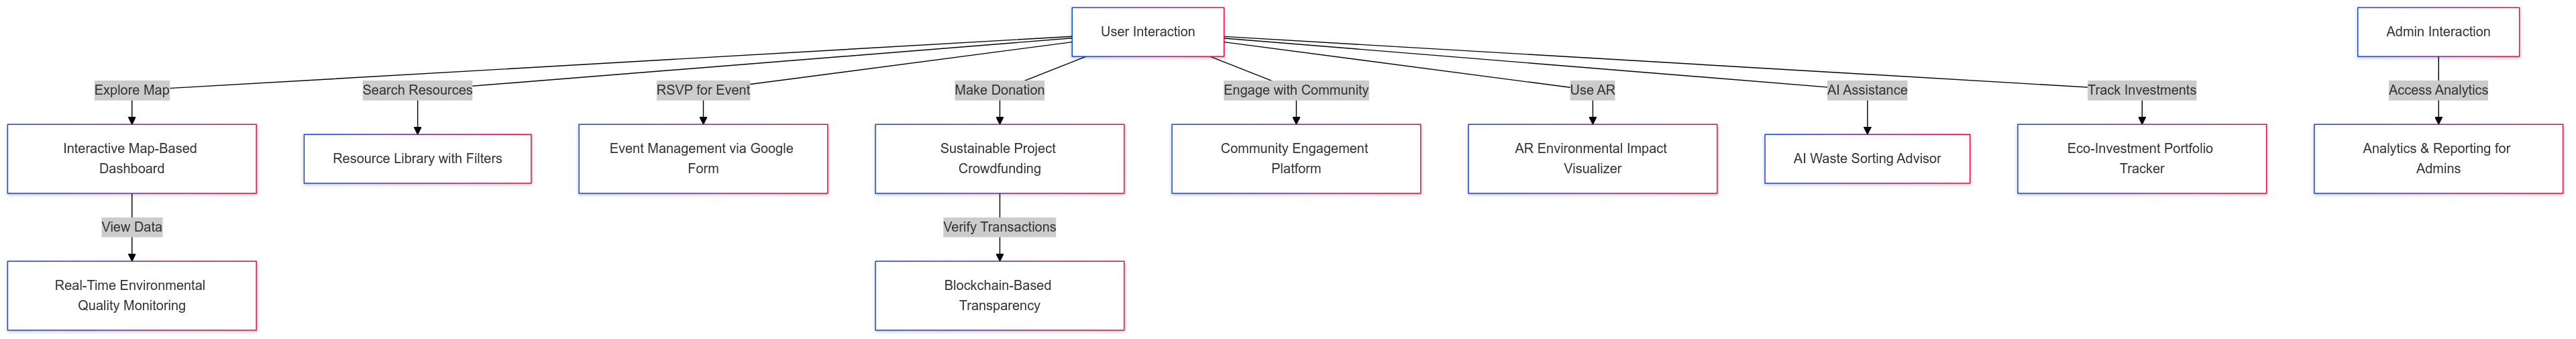 User Interaction
Admin Interaction
Explore Map
Search Resources
RSVP for Event
Make Donation
Engage with Community
Use AR
AI Assistance
Track Investments
Access Analytics
Interactive Map-Based
Dashboard
Resource Library with Filters
Event Management via Google
Form
Sustainable Project
Crowdfunding
Community Engagement
Platform
AR Environmental Impact
Visualizer
AI Waste Sorting Advisor
Eco-Investment Portfolio
Tracker
Analytics & Reporting for
Admins
View Data
Verify Transactions
Real-Time Environmental
Quality Monitoring
Blockchain-Based
Transparency